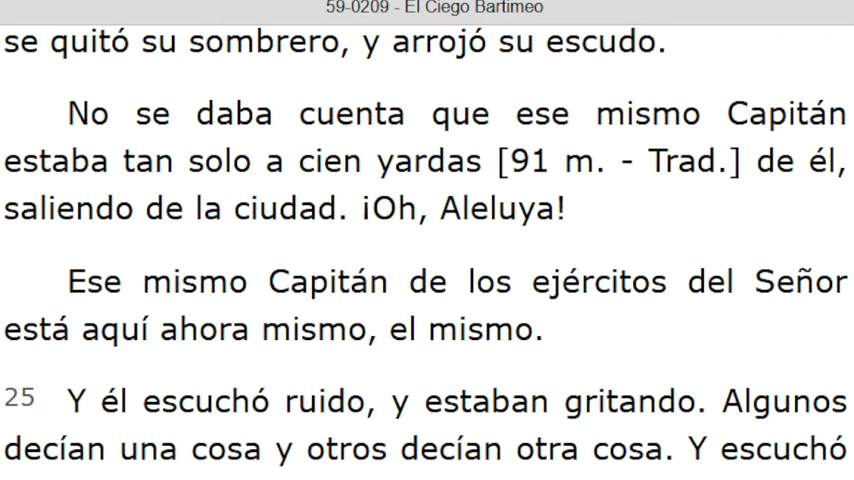 59-0209 - El Ciego Bartimeo
se quitó su sombrero, y arrojó su escudo.
No se daba cuenta que ese mismo Capitán
estaba tan solo a cien yardas [91 m. - Trad.] de él,
saliendo de la ciudad. ¡Oh, Aleluya!
Ese mismo Capitán de los ejércitos del Señor
está aquí ahora mismo, el mismo.
25 Y él escuchó ruido, y estaban gritando. Algunos
decían una cosa y otros decían otra cosa. Y escuchó